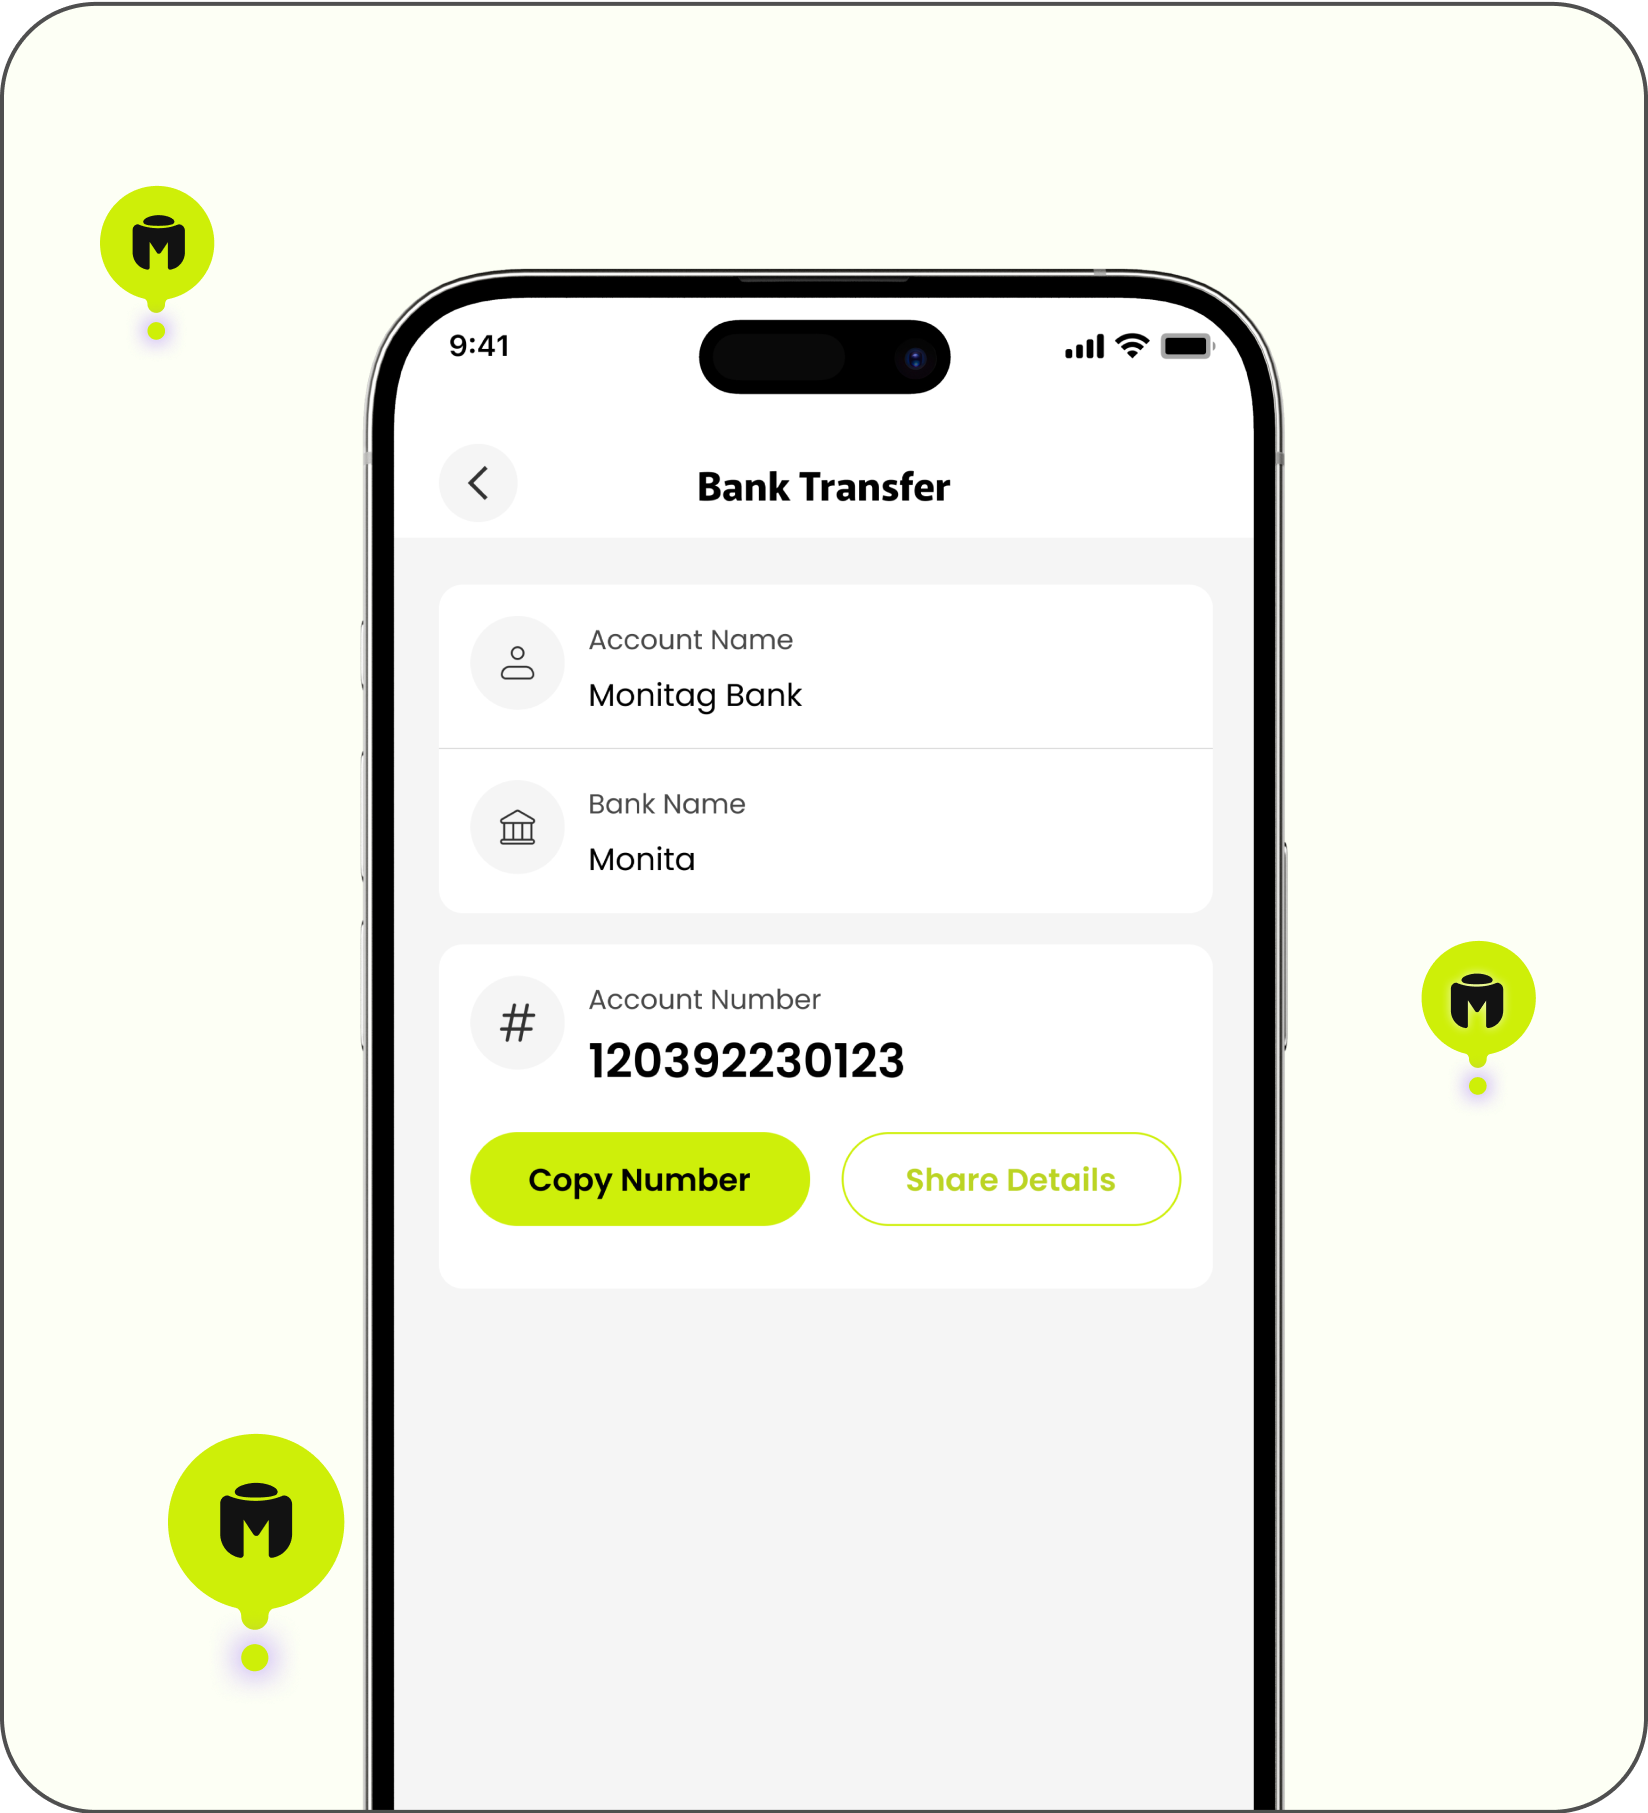 M
9:41
Bank Transfer
Account Name
Monitag Bank
Bank Name
Monita
M
Account Number
120392230123
Copy Number
Share Details
M